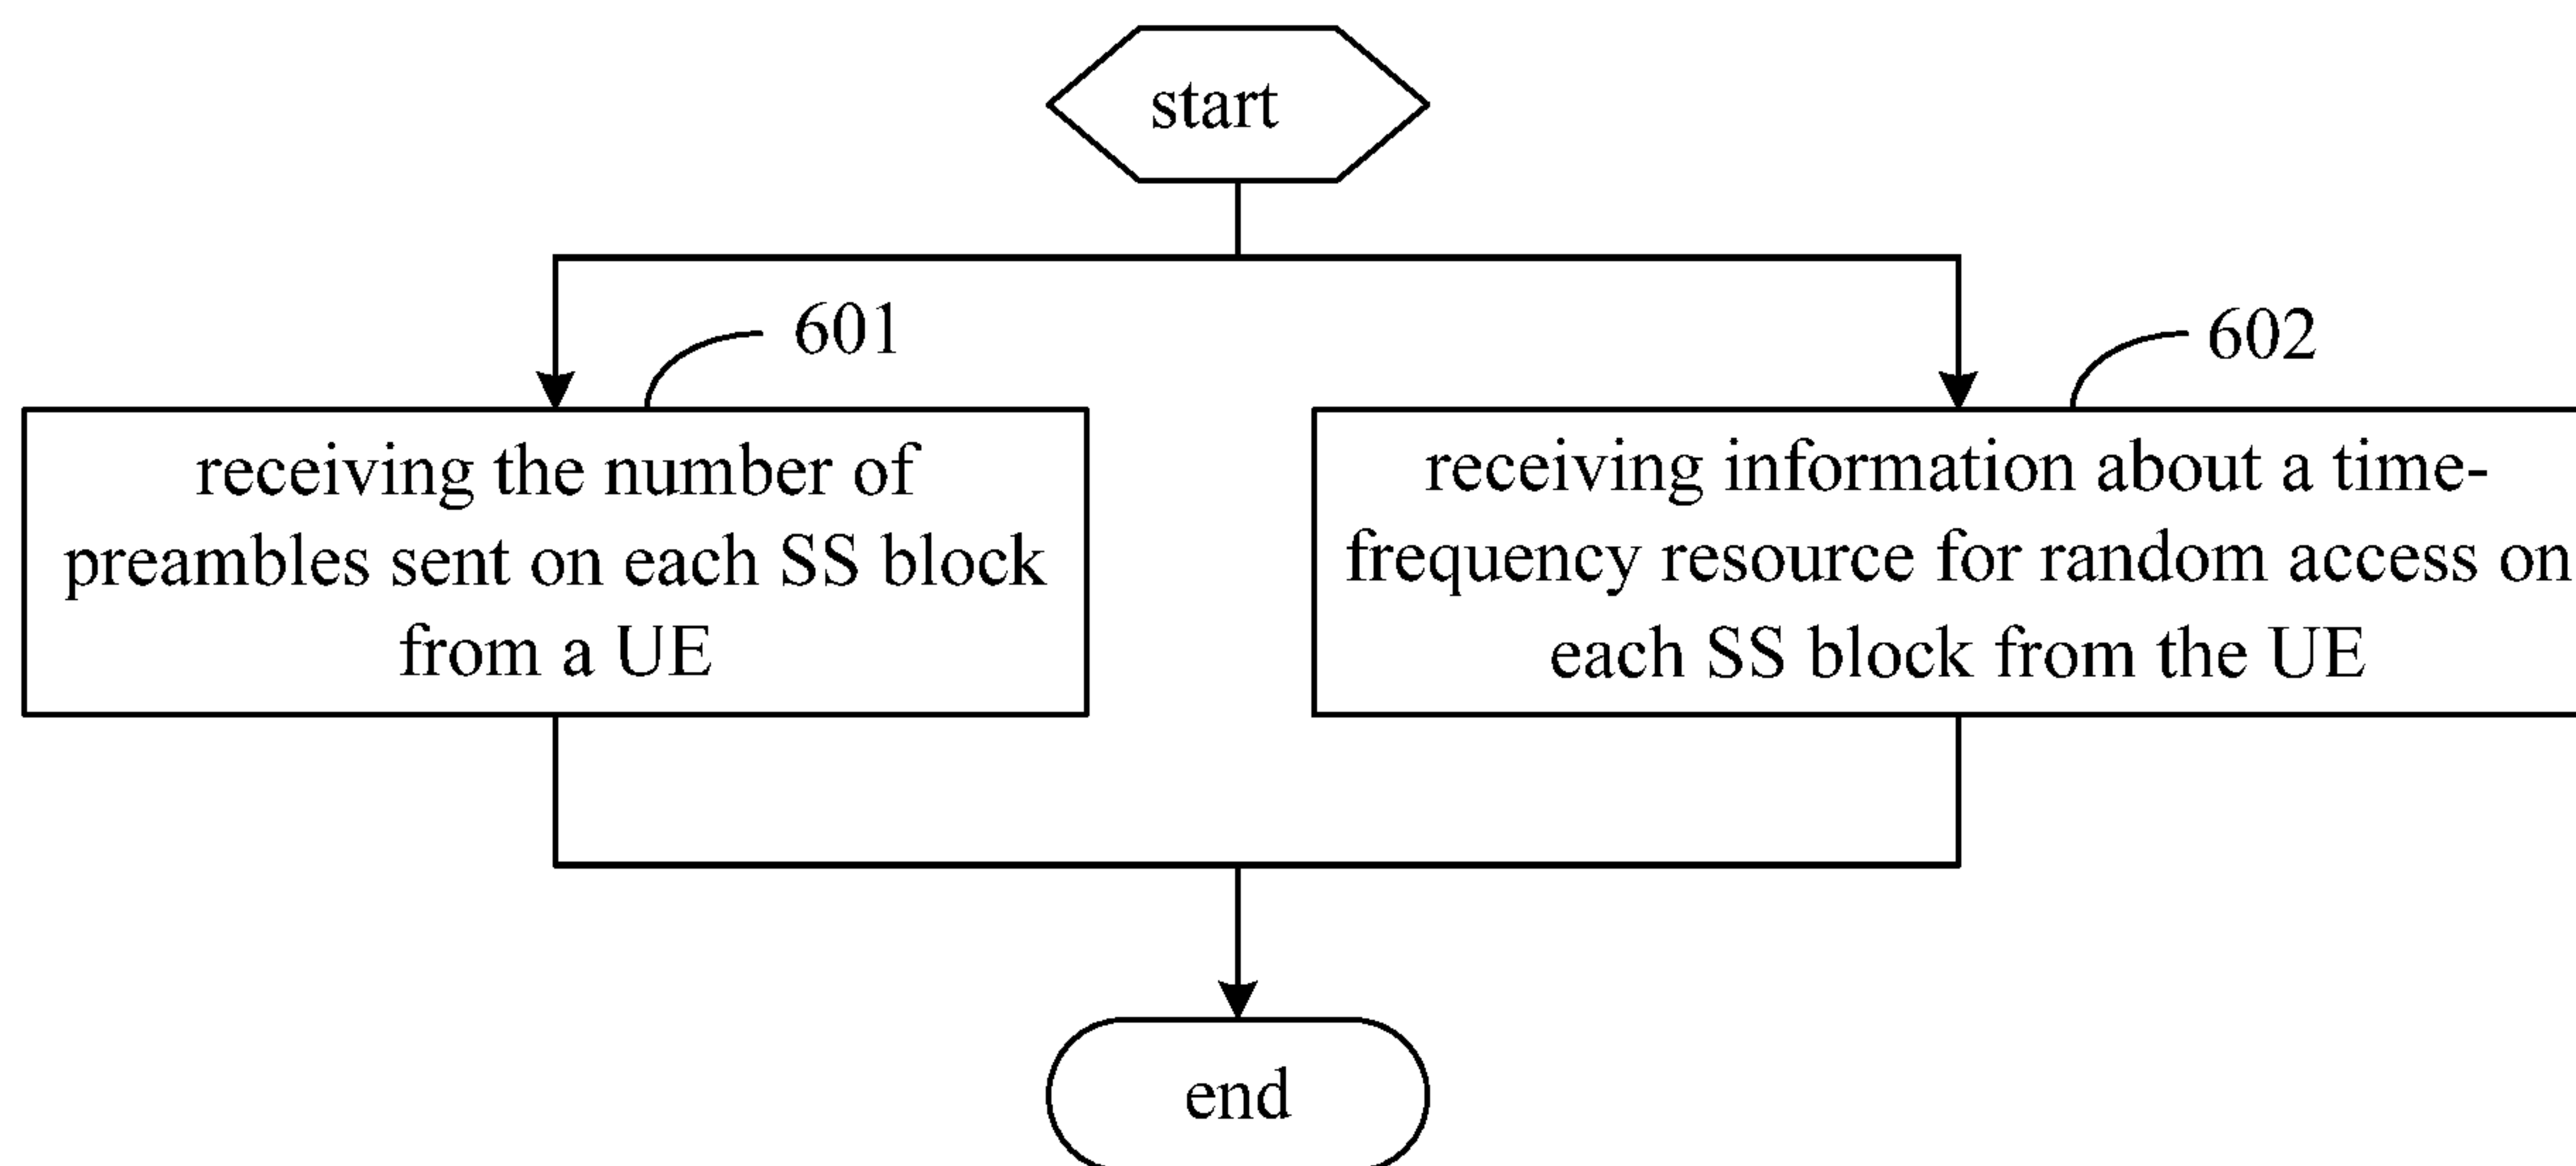 start
601
602
receiving the number of
preambles sent on each SS block
from a UE
receiving information about a time-
frequency resource for random access on
each SS block from the UE
end